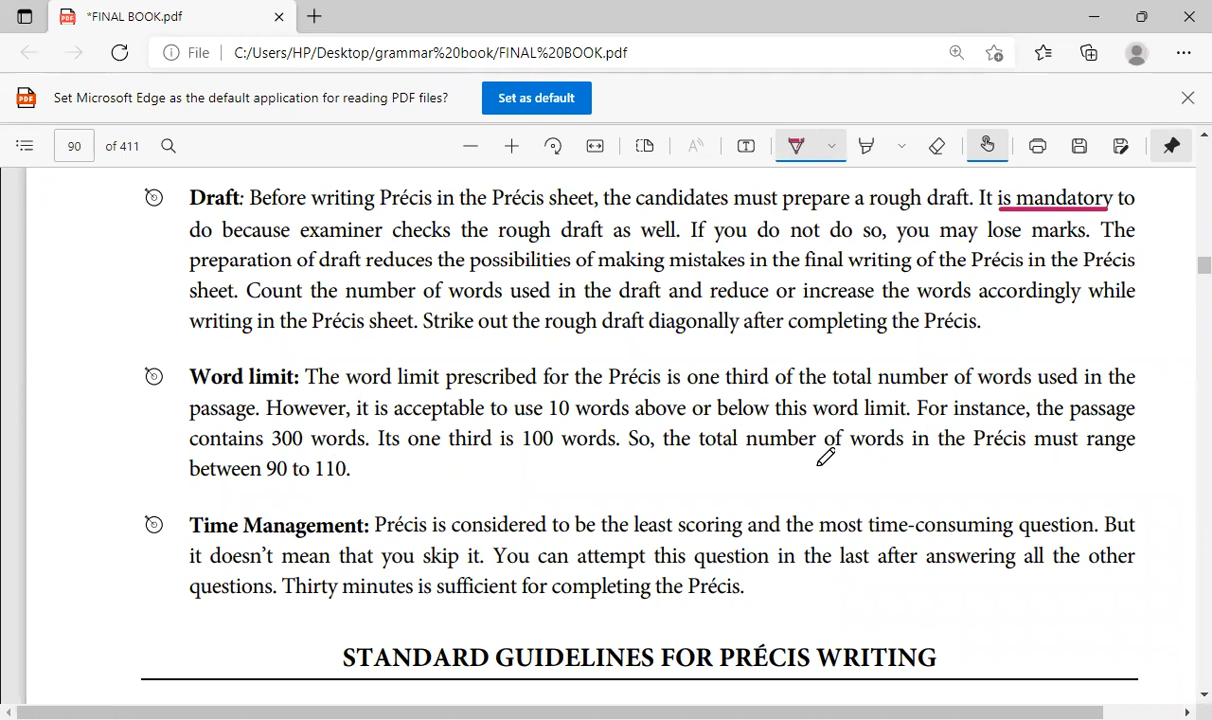 *FINAL BOOK.pdf
File
C:/Users/HP/Desktop/grammar%20book/FINAL%20BOOK.pdf
PDF
Set Microsoft Edge as the default application for reading PDF files?
Set as default
90 of 411
Draft: Before writing Précis in the Précis sheet, the candidates must prepare a rough draft. It is mandatory to
do because examiner checks the rough draft as well. If you do not do so, you may lose marks. The
preparation of draft reduces the possibilities of making mistakes in the final writing of the Précis in the Précis
sheet. Count the number of words used in the draft and reduce or increase the words accordingly while
writing in the Précis sheet. Strike out the rough draft diagonally after completing the Précis.
Word limit: The word limit prescribed for the Précis is one third of the total number of words used in the
passage. However, it is acceptable to use 10 words above or below this word limit. For instance, the passage
contains 300 words. Its one third is 100 words. So, the total number of words in the Précis must range
between 90 to 110.
Time Management: Précis is considered to be the least scoring and the most time-consuming question. But
it doesn't mean that you skip it. You can attempt this question in the last after answering all the other
questions. Thirty minutes is sufficient for completing the Précis.
STANDARD GUIDELINES FOR PRÉCIS WRITING